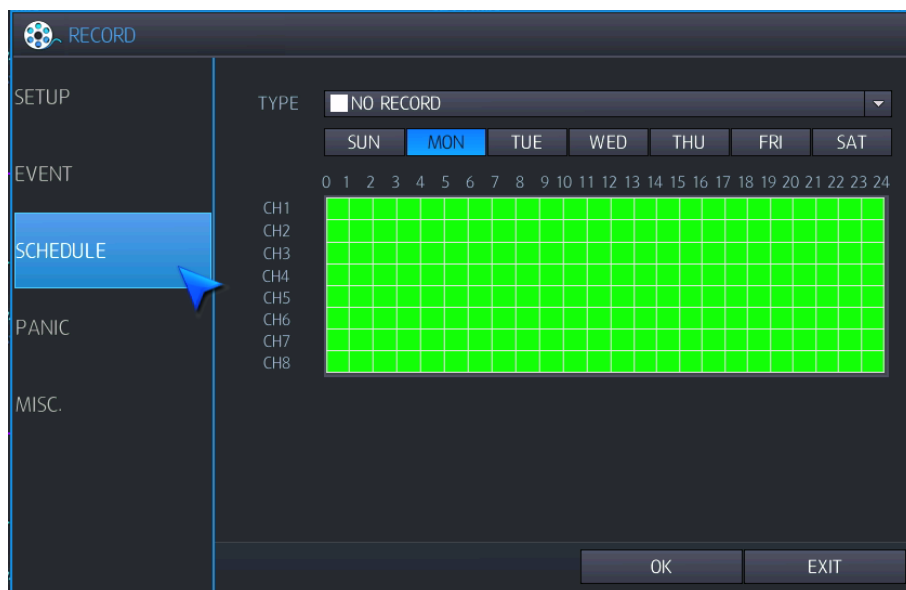 RECORD
SETUP
EVENT
SCHEDULE
PANIC
MISC.
TYPE NO RECORD
SUN MON TUE WED THU FRI SAT
0 1 2 3 4 5 6 7 8 9 10 11 12 13 14 15 16 17 18 19 20 21 22 23 24
CH1
CH2
CH3
CH4
CH5
CH6
CH7
CH8
OK EXIT